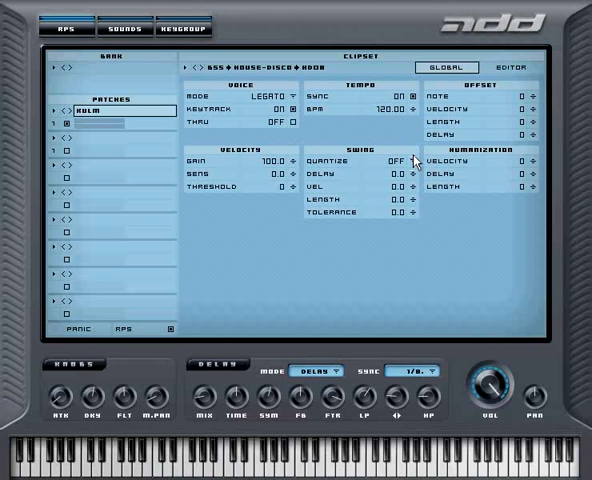 RPS SOUNDS KEYGROUP
add
BANK
CLIPSET
BSS HOUSE-DISCO
GLOBAL EDITOR
PATCHES
KULM
1
1
PANIC RPS
VOICE
MODE LEGATO
KEYTRACK ON
THRU OFF
TEMPO
SYNC ON
BPM 120.00
OFFSET
NOTE 0
VELOCITY 0
LENGTH 0
DELAY 0
VELOCITY
GAIN 100.0
SENS 0.0
THRESHOLD 0
SWING
QUANTIZE OFF
DELAY 0.0
VEL 0.0
LENGTH 0.0
TOLERANCE 0.0
HUMANIZATION
VELOCITY 0
DELAY 0
LENGTH 0
KNOBS
ATK DKY FLT M.PAN
DELAY
MODE DELAY SYNC 1/8.
MIX TIME SYM FB FTR LP HP
VOL PAN